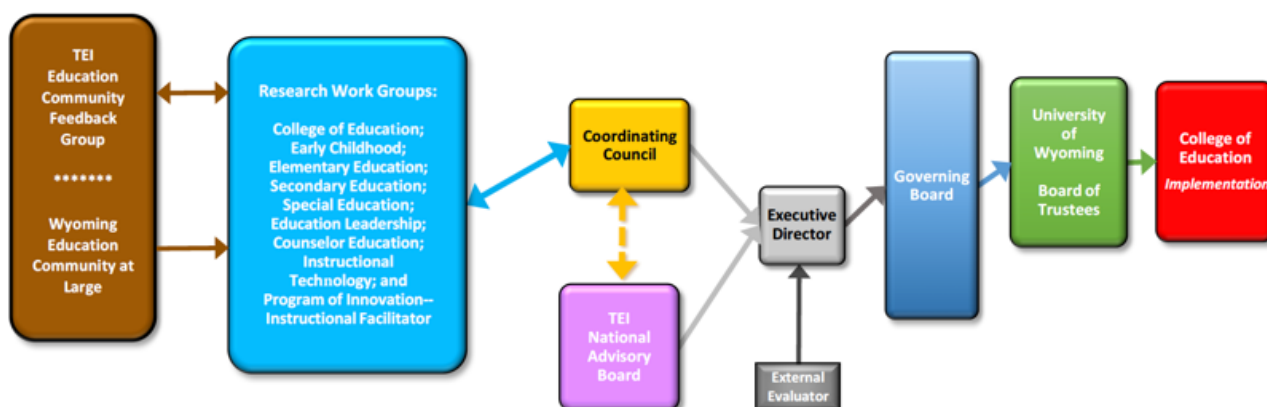 TEI
Education
Community
Feedback
Group
*******
Wyoming
Education
Community at
Large
Research Work Groups:
College of Education;
Early Childhood;
Elementary Education;
Secondary Education;
Special Education;
Education Leadership;
Counselor Education;
Instructional
Technology; and
Program of Innovation--
Instructional Facilitator
Coordinating
Council
TEI
National
Advisory
Board
Executive
Director
External
Evaluator
Governing
Board
University
of
Wyoming
Board of
Trustees
College of
Education
Implementation